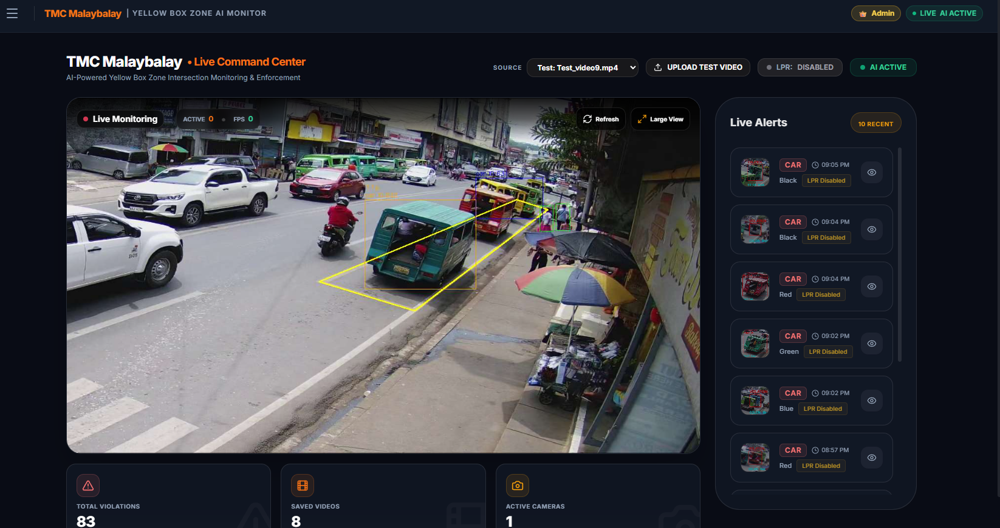 TMC Malaybalay | YELLOW BOX ZONE AI MONITOR
Admin
LIVE AI ACTIVE
TMC Malaybalay • Live Command Center
AI-Powered Yellow Box Zone Intersection Monitoring & Enforcement
SOURCE
Test: Test_video9.mp4
UPLOAD TEST VIDEO
LPR: DISABLED
AI ACTIVE
Live Monitoring
ACTIVE 0 • FPS 0
Refresh
Large View
Live Alerts
10 RECENT
CAR 09:05 PM
Black LPR Disabled
CAR 09:04 PM
Black LPR Disabled
CAR 09:04 PM
Red LPR Disabled
CAR 09:02 PM
Green LPR Disabled
CAR 09:02 PM
Blue LPR Disabled
CAR 08:57 PM
Red LPR Disabled
TOTAL VIOLATIONS
83
SAVED VIDEOS
8
ACTIVE CAMERAS
1